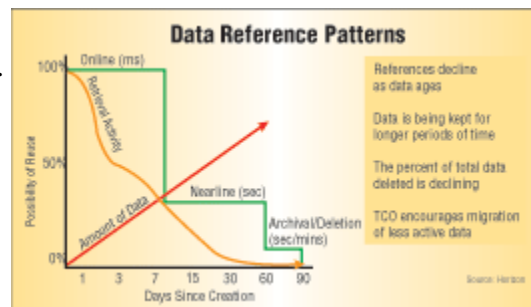 Data Reference Patterns
Online (ms)
100%
Retrieval Activity
50%
Possibility of Reuse
Amount of Data
Nearline (sec)
Archival/Deletion
(sec/mins)
0%
1 3 7 15 30 60 90
Days Since Creation
References decline
as data ages
Data is being kept for
longer periods of time
The percent of total data
deleted is declining
TCO encourages migration
of less active data
Source: